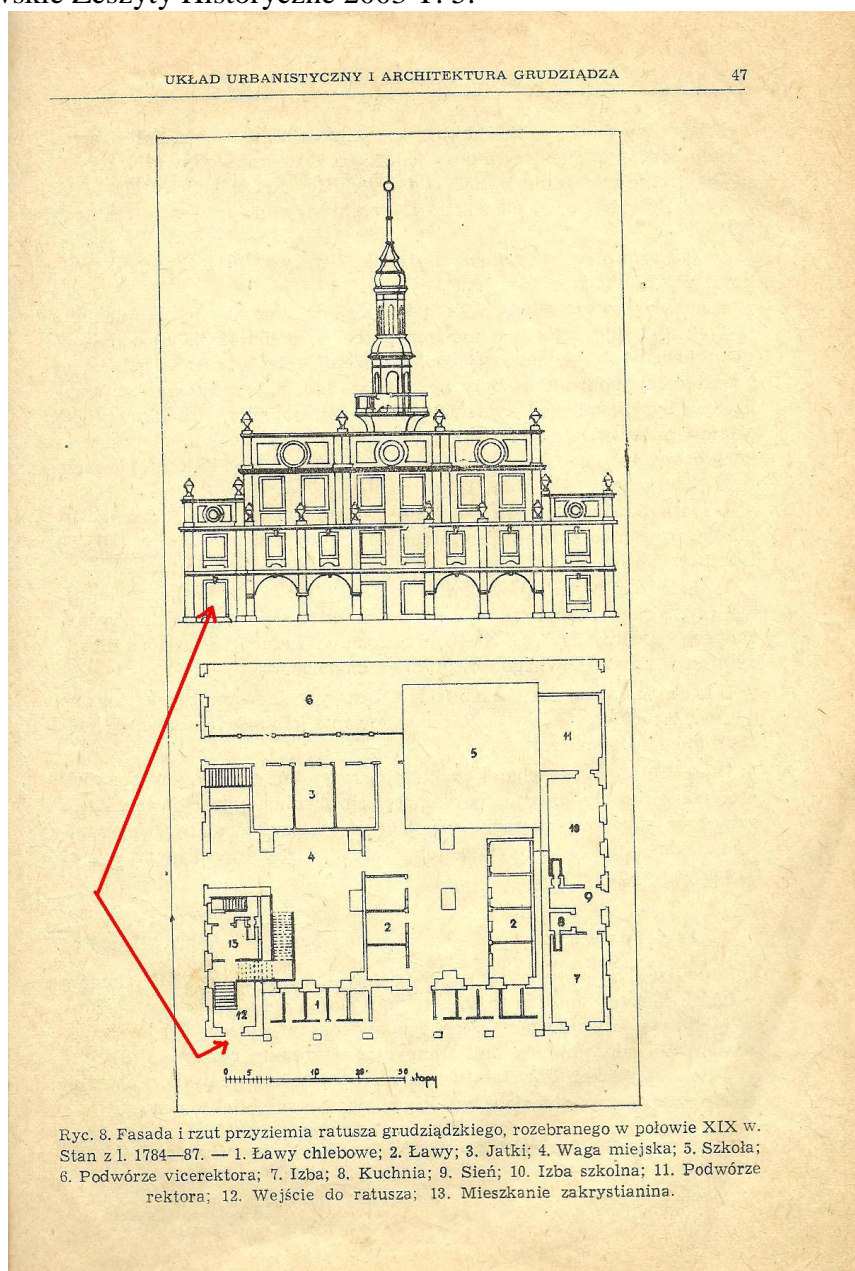 wskie Zeszyty Historyczne 2005 T. 3.
UKŁAD URBANISTYCZNY I ARCHITEKTURA GRUDZIĄDZA 47
6
5
11
3
10
4
9
2
2
8
13
7
1
12
0 5 10 20 30 stopy
Ryc. 8. Fasada i rzut przyziemia ratusza grudziądzkiego, rozebranego w połowie XIX w.
Stan z l. 1784—87. — 1. Ławy chlebowe; 2. Ławy; 3. Jatki; 4. Waga miejska; 5. Szkoła;
6. Podwórze vicerektora; 7. Izba; 8. Kuchnia; 9. Sień; 10. Izba szkolna; 11. Podwórze
rektora; 12. Wejście do ratusza; 13. Mieszkanie zakrystianina.